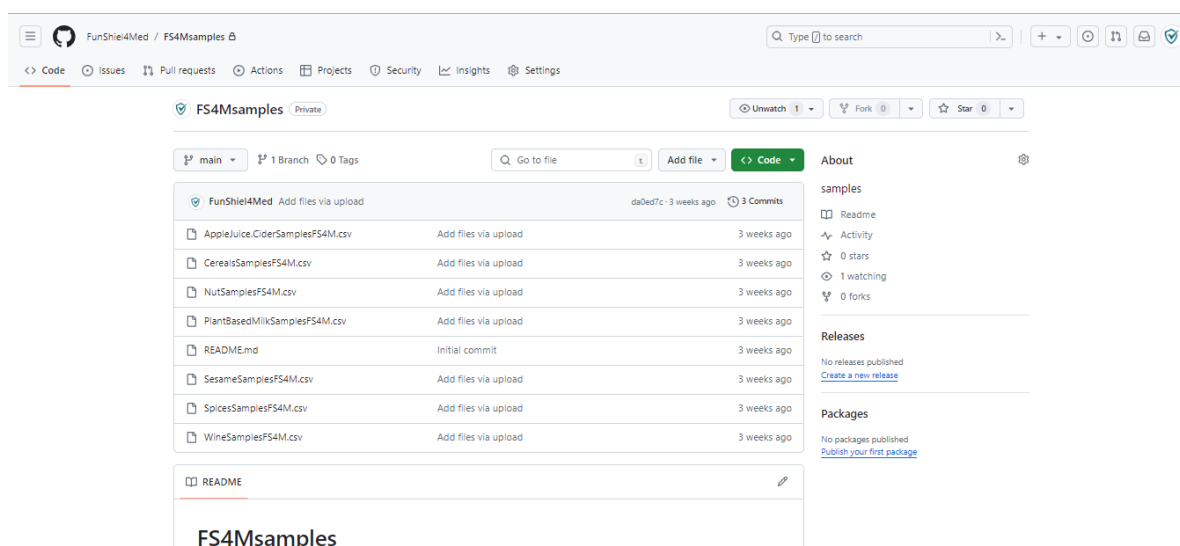 FunShiel4Med / FS4Msamples
Type / to search
<> Code Issues Pull requests Actions Projects Security Insights Settings
FS4Msamples Private
Unwatch 1 Fork 0 Star 0
main 1 Branch 0 Tags Go to file t Add file <> Code
About
samples
FunShiel4Med Add files via upload da0ed7c · 3 weeks ago 3 Commits
AppleJuice.CiderSamplesFS4M.csv Add files via upload 3 weeks ago
CerealsSamplesFS4M.csv Add files via upload 3 weeks ago
NutSamplesFS4M.csv Add files via upload 3 weeks ago
PlantBasedMilkSamplesFS4M.csv Add files via upload 3 weeks ago
README.md Initial commit 3 weeks ago
SesameSamplesFS4M.csv Add files via upload 3 weeks ago
SpicesSamplesFS4M.csv Add files via upload 3 weeks ago
WineSamplesFS4M.csv Add files via upload 3 weeks ago
Readme
Activity
0 stars
1 watching
0 forks
Releases
No releases published
Create a new release
Packages
No packages published
Publish your first package
README
FS4Msamples